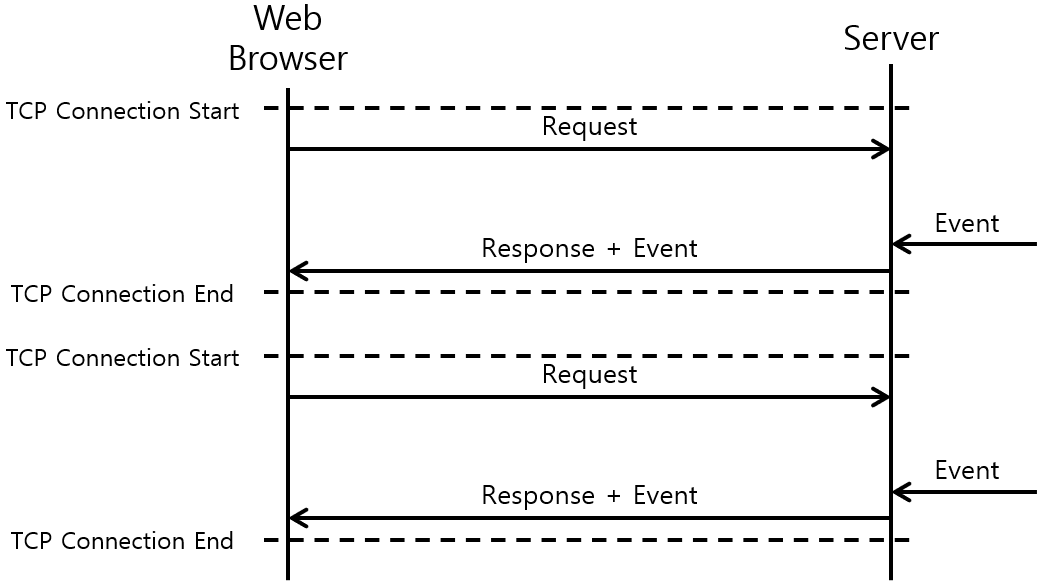 Web
Browser
Server
TCP Connection Start
Request
Event
Response + Event
TCP Connection End
TCP Connection Start
Request
Event
Response + Event
TCP Connection End